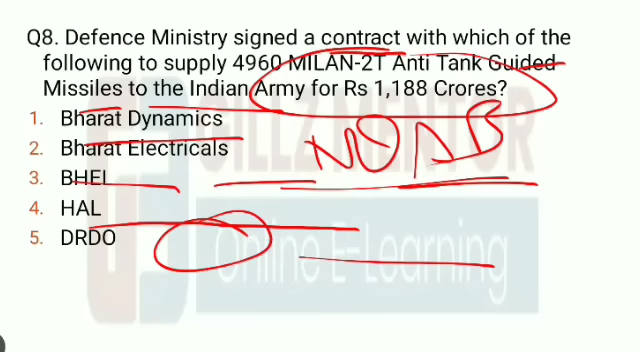 Q8. Defence Ministry signed a contract with which of the
following to supply 4960 MILAN-2T Anti Tank Guided
Missiles to the Indian Army for Rs 1,188 Crores?
1. Bharat Dynamics
2. Bharat Electricals
3. BHEL
4. HAL
5. DRDO
GILLZ MENTOR
Online E-Learning